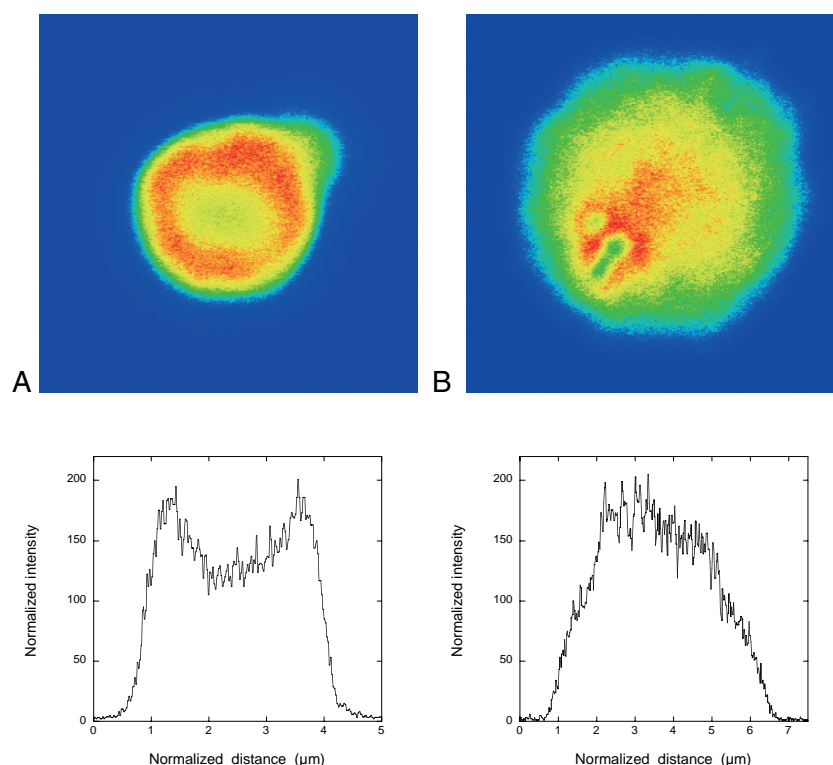 A
B
200
150
100
50
0
Normalized intensity
0 1 2 3 4 5
Normalized distance (µm)
200
150
100
50
0
Normalized intensity
0 1 2 3 4 5 6 7
Normalized distance (µm)